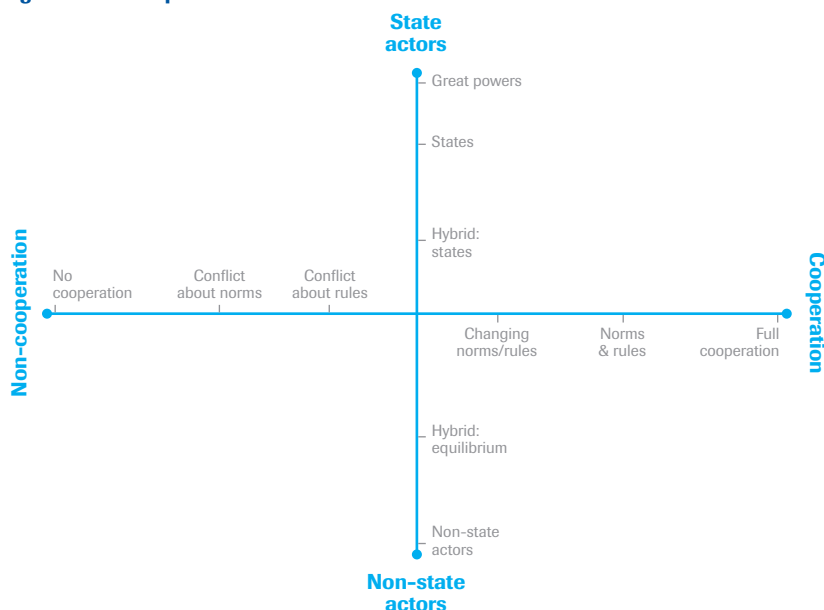 State
actors
Great powers
States
Hybrid:
states
Non-cooperation
No
cooperation
Conflict
about norms
Conflict
about rules
Cooperation
Changing
norms/rules
Norms
& rules
Full
cooperation
Hybrid:
equilibrium
Non-state
actors
Non-state
actors